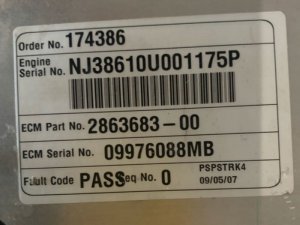 Order No. 174386
Engine
Serial No. NJ38610U001175P
ECM Part No. 2863683-00
ECM Serial No. 09976088MB
Fault Code PASS Seq No. 0 PSPSTRK4
09/05/07